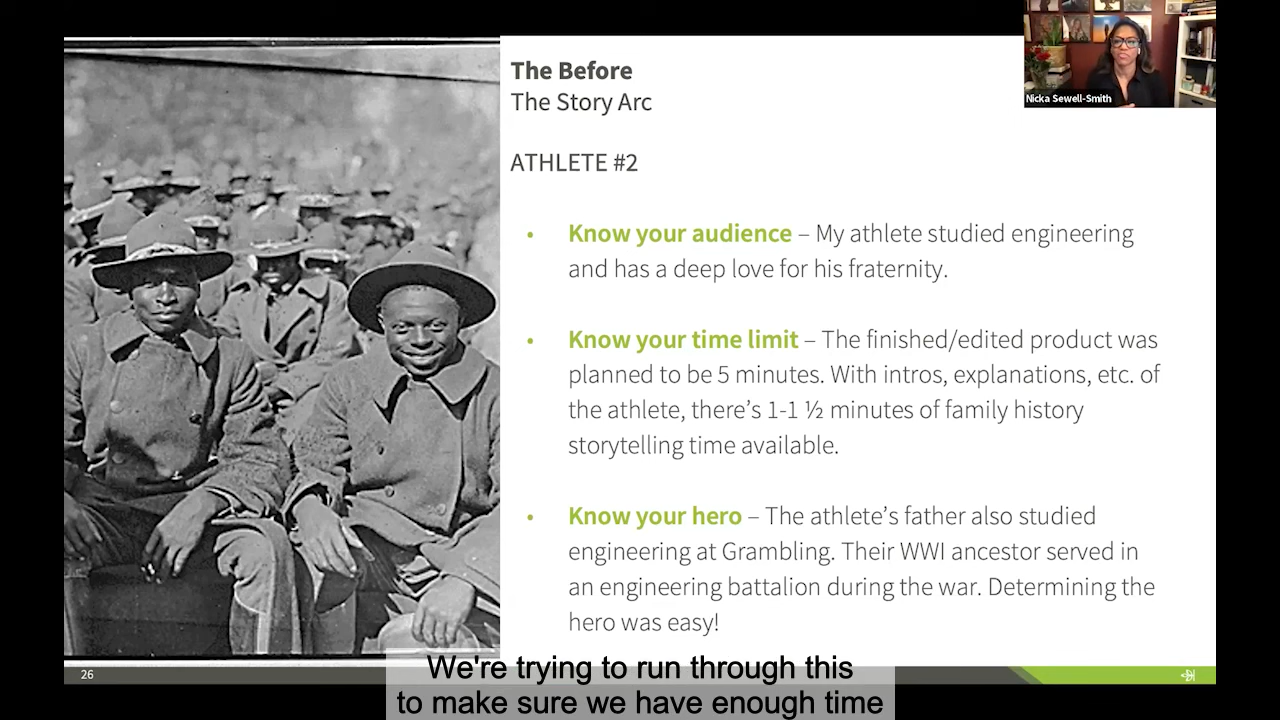 The Before
The Story Arc
Nicka Sewell-Smith
ATHLETE #2
• Know your audience – My athlete studied engineering
and has a deep love for his fraternity.
• Know your time limit – The finished/edited product was
planned to be 5 minutes. With intros, explanations, etc. of
the athlete, there’s 1-1 ½ minutes of family history
storytelling time available.
• Know your hero – The athlete’s father also studied
engineering at Grambling. Their WWI ancestor served in
an engineering battalion during the war. Determining the
hero was easy!
26
We're trying to run through this
to make sure we have enough time